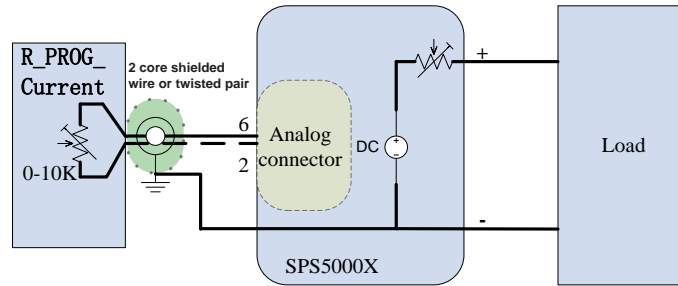 R_PROG_
Current
0-10K
2 core shielded
wire or twisted pair
6
2
Analog
connector
DC
+
-
+
-
SPS5000X
Load